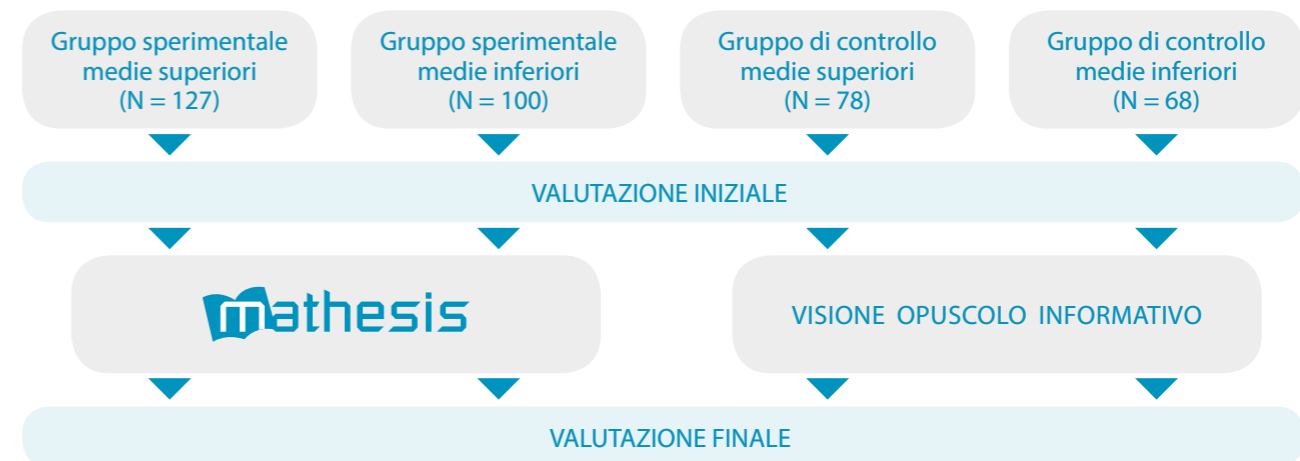 Gruppo sperimentale
medie superiori
(N = 127)
Gruppo sperimentale
medie inferiori
(N = 100)
Gruppo di controllo
medie superiori
(N = 78)
Gruppo di controllo
medie inferiori
(N = 68)
VALUTAZIONE INIZIALE
mathesis
VISIONE OPUSCOLO INFORMATIVO
VALUTAZIONE FINALE